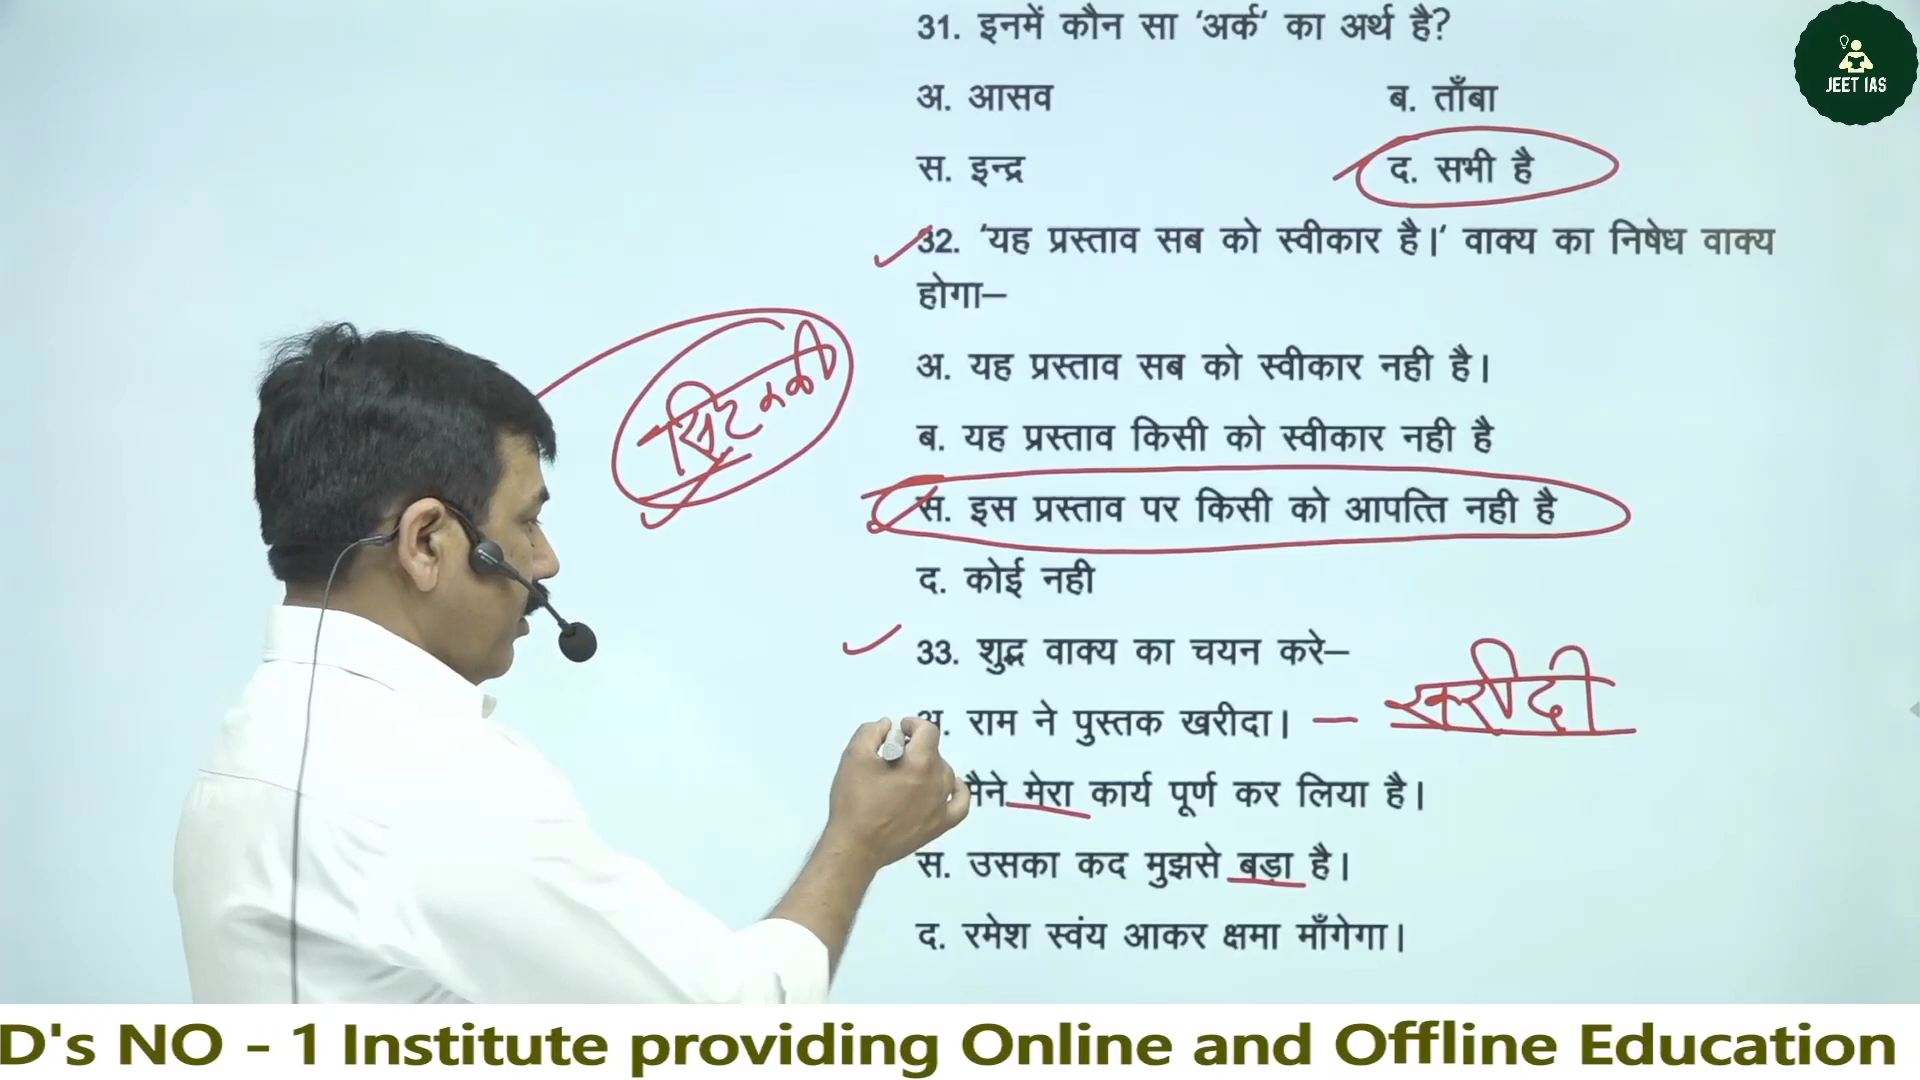 31. इनमें कौन सा ‘अर्क’ का अर्थ है?
अ. आसव ब. ताँबा
स. इन्द्र द. सभी है
32. ‘यह प्रस्ताव सब को स्वीकार है।’ वाक्य का निषेध वाक्य
होगा–
अ. यह प्रस्ताव सब को स्वीकार नही है।
ब. यह प्रस्ताव किसी को स्वीकार नही है
स. इस प्रस्ताव पर किसी को आपत्ति नही है
द. कोई नही
33. शुद्ध वाक्य का चयन करे–
अ. राम ने पुस्तक खरीदा। – खरीदी
मैने मेरा कार्य पूर्ण कर लिया है।
स. उसका कद मुझसे बड़ा है।
द. रमेश स्वंय आकर क्षमा माँगेगा।
JEET IAS
D's NO - 1 Institute providing Online and Offline Education